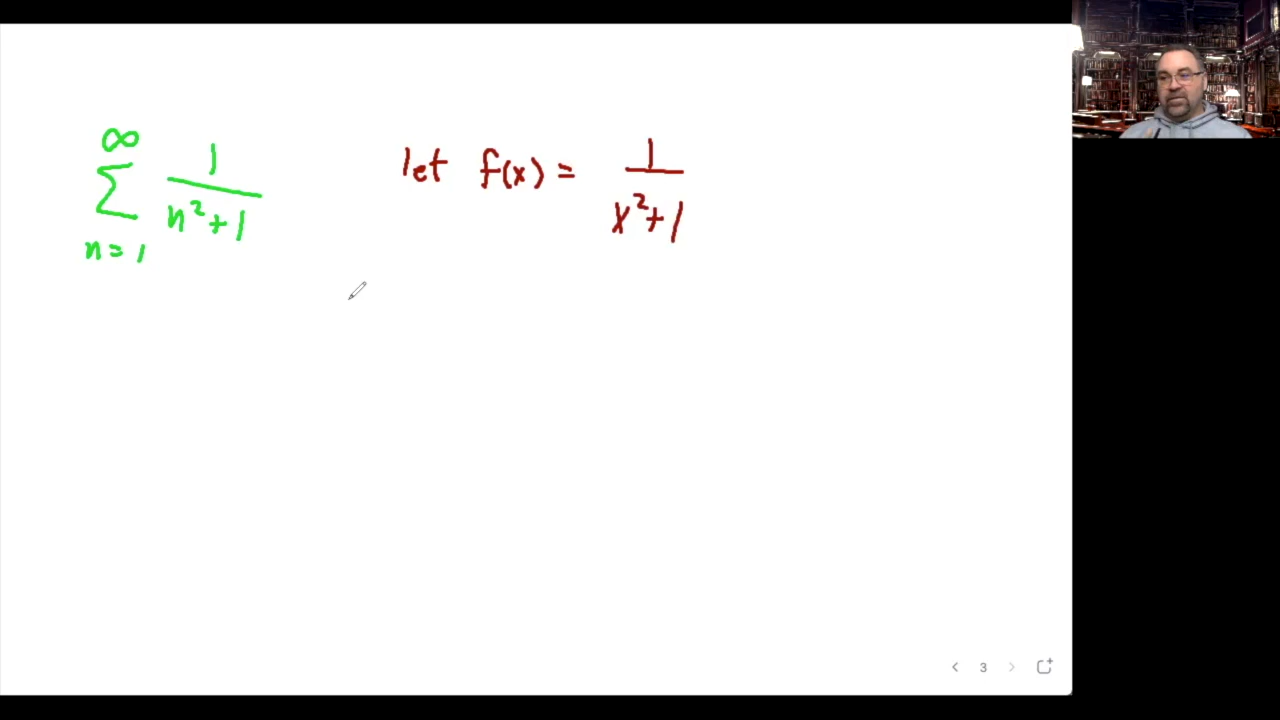 ∞
∑ 1/(n²+1)
n=1
let f(x) = 1/(x²+1)
3